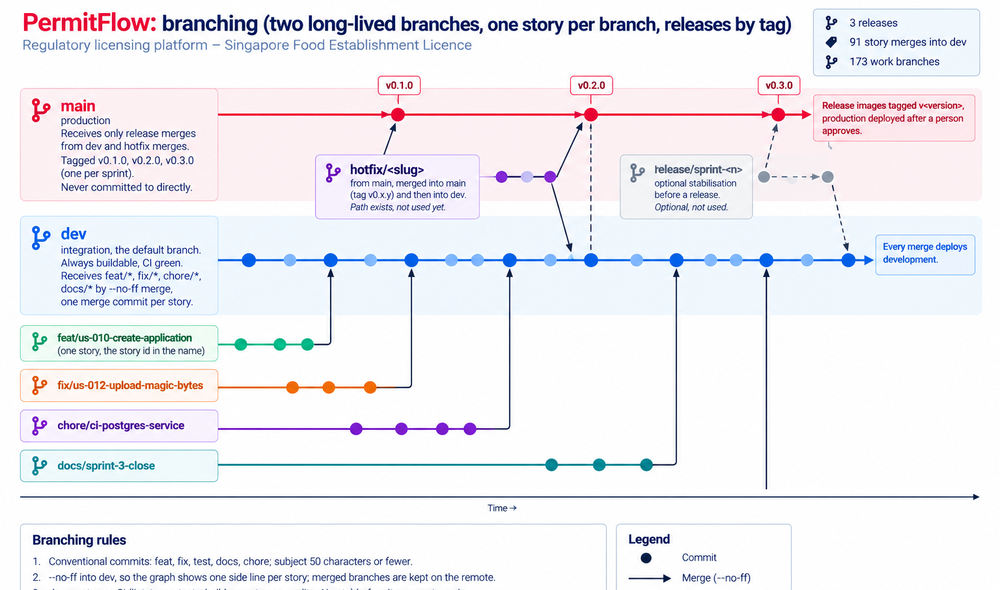 PermitFlow: branching (two long-lived branches, one story per branch, releases by tag)
Regulatory licensing platform – Singapore Food Establishment Licence
3 releases
91 story merges into dev
173 work branches
v0.1.0
v0.2.0
v0.3.0
main
production
Receives only release merges
from dev and hotfix merges.
Tagged v0.1.0, v0.2.0, v0.3.0
(one per sprint).
Never committed to directly.
Release images tagged v<version>,
production deployed after a person
approves.
hotfix/<slug>
from main, merged into main
(tag v0.x.y) and then into dev.
Path exists, not used yet.
release/sprint-<n>
optional stabilisation
before a release.
Optional, not used.
dev
integration, the default branch.
Always buildable, CI green.
Receives feat/*, fix/*, chore/*,
docs/* by --no-ff merge,
one merge commit per story.
Every merge deploys
development.
feat/us-010-create-application
(one story, the story id in the name)
fix/us-012-upload-magic-bytes
chore/ci-postgres-service
docs/sprint-3-close
Time →
Branching rules
1. Conventional commits: feat, fix, test, docs, chore; subject 50 characters or fewer.
2. --no-ff into dev, so the graph shows one side line per story; merged branches are kept on the remote.
Legend
Commit
Merge (--no-ff)